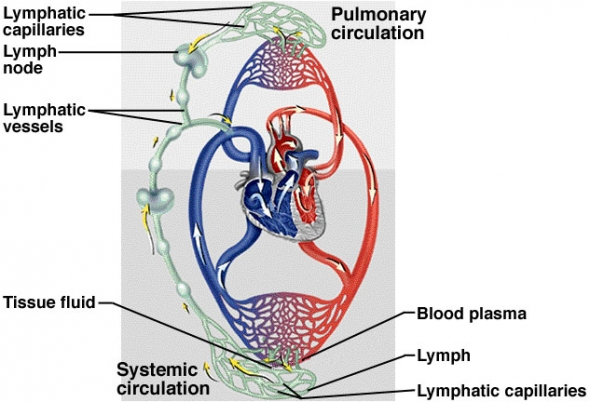 Lymphatic
capillaries
Pulmonary
circulation
Lymph
node
Lymphatic
vessels
Tissue fluid
Blood plasma
Lymph
Systemic
circulation
Lymphatic capillaries